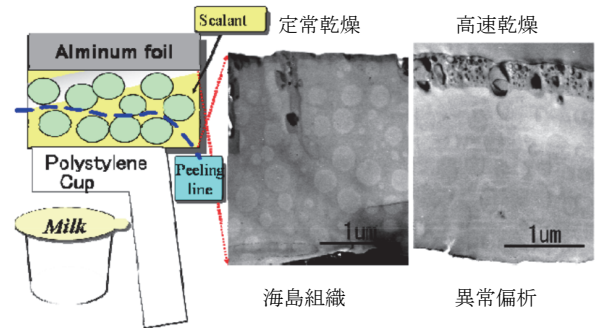 Sealant
定常乾燥
高速乾燥
Alminum foil
Polystylene
Cup
Peeling
line
Milk
1um
1um
海島組織
異常偏析